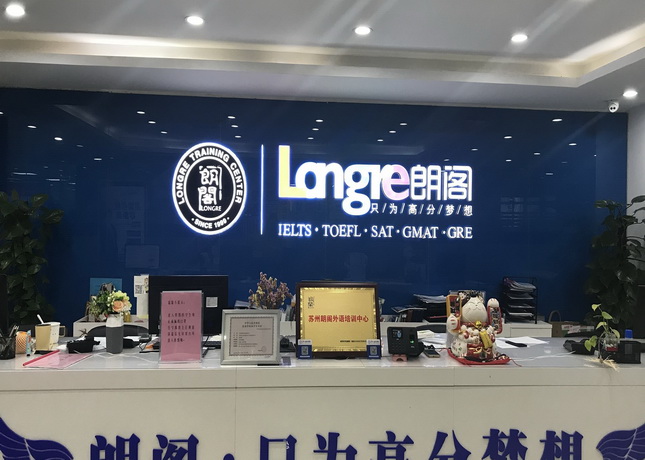 LONGRE TRAINING CENTER
朗阁
LONGRE
· SINCE 1999 ·
Longre朗阁
只/为/高/分/梦/想
IELTS · TOEFL · SAT · GMAT · GRE
苏州朗阁外语培训中心
朗阁·只为高分梦想